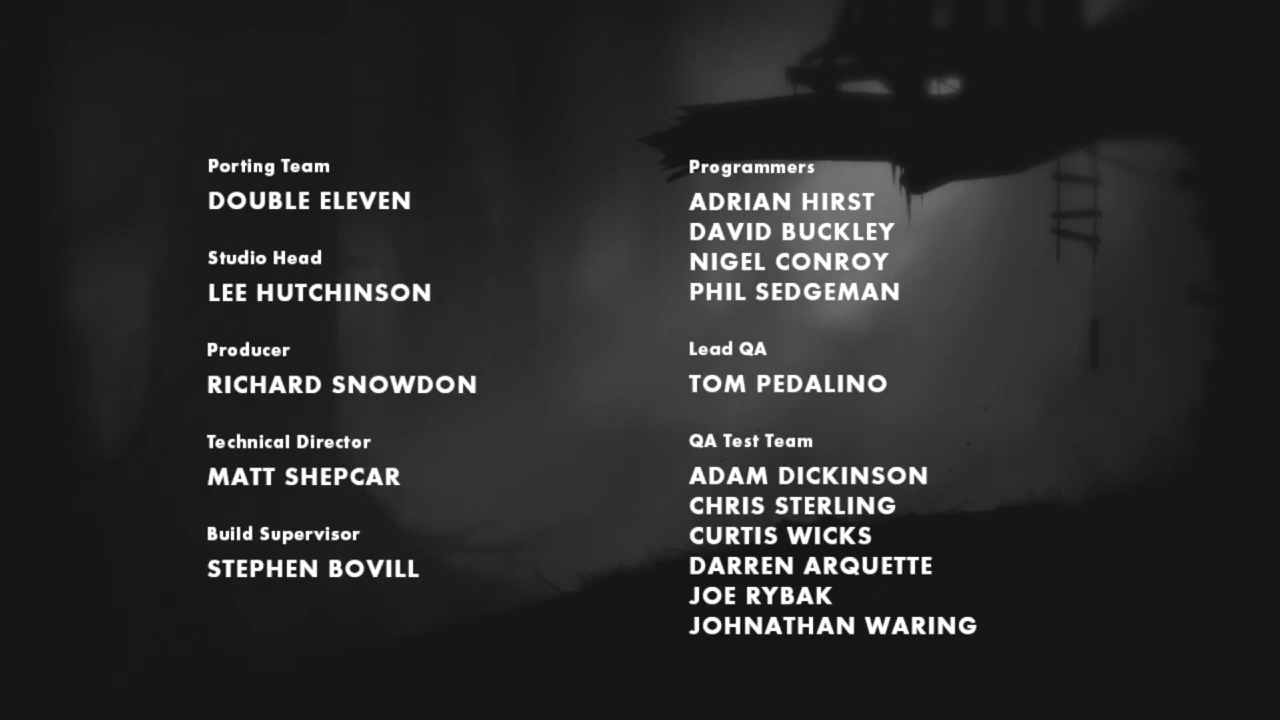 Porting Team
DOUBLE ELEVEN
Studio Head
LEE HUTCHINSON
Producer
RICHARD SNOWDON
Technical Director
MATT SHEPCAR
Build Supervisor
STEPHEN BOVILL
Programmers
ADRIAN HIRST
DAVID BUCKLEY
NIGEL CONROY
PHIL SEDGEMAN
Lead QA
TOM PEDALINO
QA Test Team
ADAM DICKINSON
CHRIS STERLING
CURTIS WICKS
DARREN ARQUETTE
JOE RYBAK
JOHNATHAN WARING